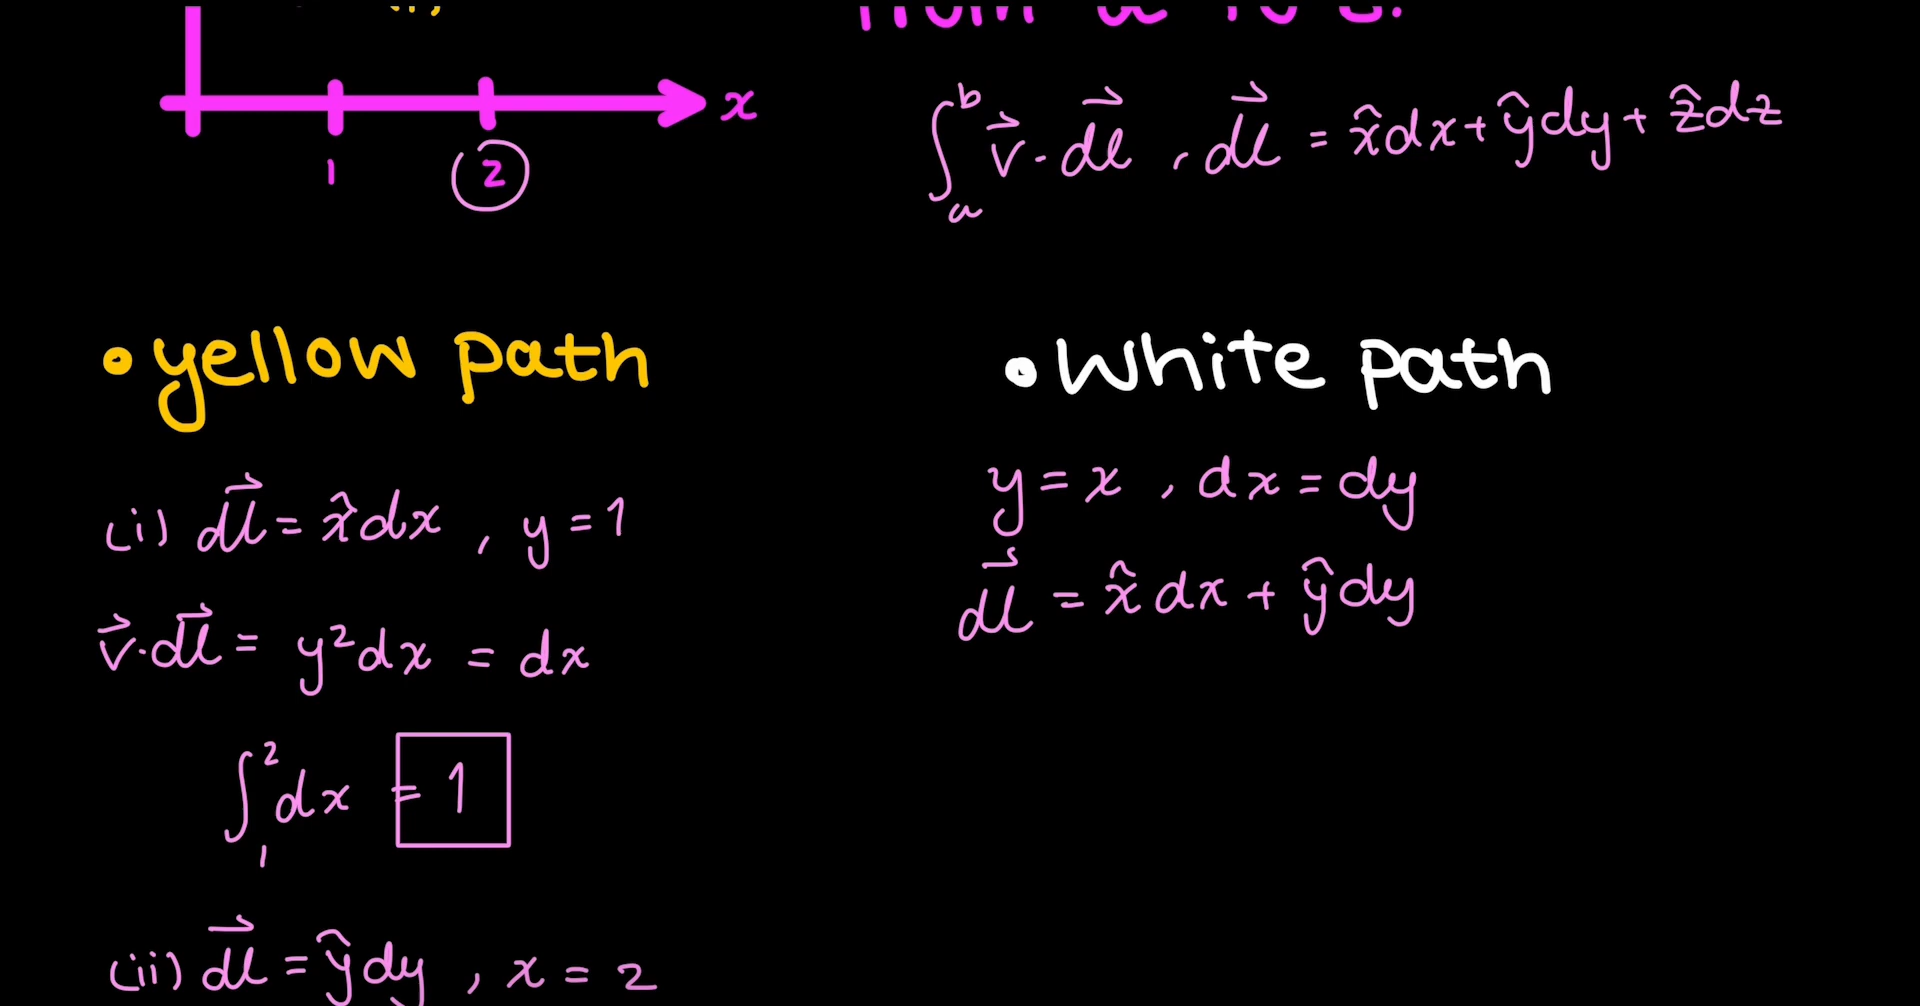 x
1
2
∫ₐᵇ v⃗·dl⃗ , dl⃗ = x̂dx + ŷdy + ẑdz
• yellow path
(i) dl⃗ = x̂dx , y = 1
v⃗·dl⃗ = y²dx = dx
∫₁² dx = 1
(ii) dl⃗ = ŷdy , x = 2
• White path
y = x , dx = dy
dl⃗ = x̂dx + ŷdy